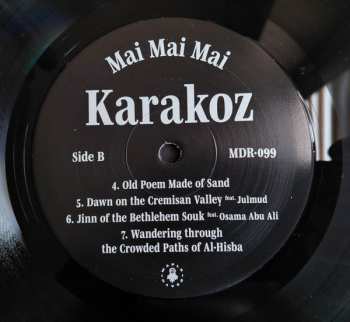 Mai Mai Mai
Karakoz
Side B MDR-099
4. Old Poem Made of Sand
5. Dawn on the Cremisan Valley feat. Julmud
6. Jinn of the Bethlehem Souk feat. Osama Abu Ali
7. Wandering through
the Crowded Paths of Al-Hisba